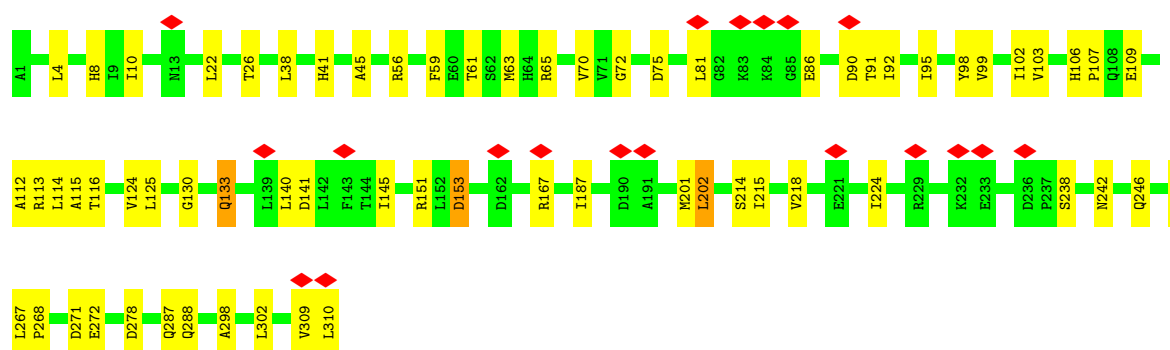 A1 L4 H8 I9 I10 N13 L22 T26 L38 H41 A45 R56 F59 E60 T61 S62 M63 H64 R65 V70 V71 G72 D75 L81 G82 K83 K84 G85 E86 D90 T91 I92 I95 Y98 V99 I102 V103 H106 P107 Q108 E109
A112 R113 L114 A115 T116 V124 L125 G130 Q133 L139 L140 D141 L142 F143 T144 I145 R151 L152 D153 D162 R167 I187 D190 A191 M201 L202 S214 I215 V218 E221 I224 R229 K232 E233 D236 P237 S238 N242 Q246
L267 P268 D271 E272 D278 Q287 Q288 A298 L302 V309 L310